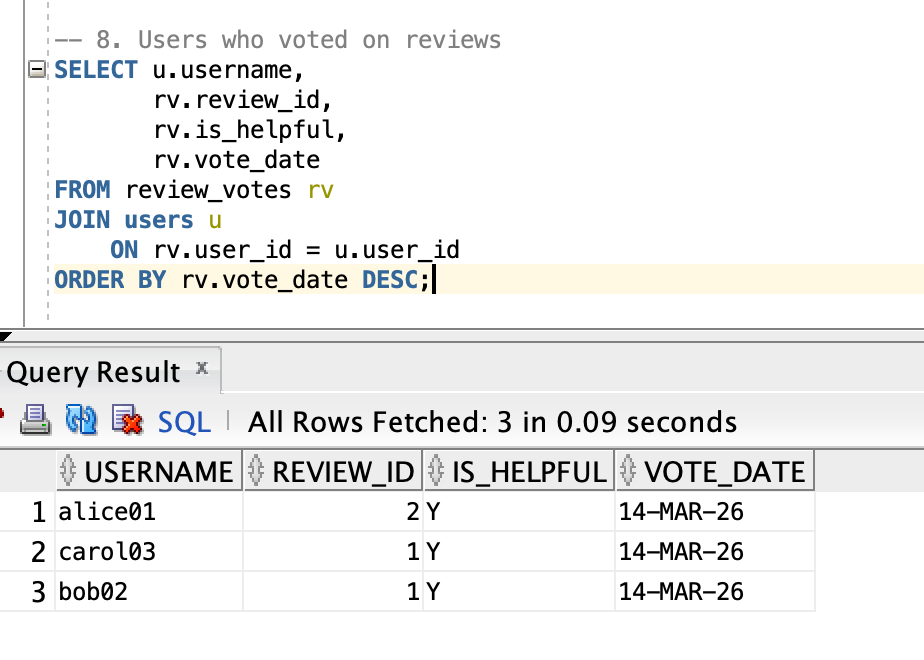 -- 8. Users who voted on reviews
SELECT u.username,
       rv.review_id,
       rv.is_helpful,
       rv.vote_date
FROM review_votes rv
JOIN users u
    ON rv.user_id = u.user_id
ORDER BY rv.vote_date DESC;
Query Result x
SQL | All Rows Fetched: 3 in 0.09 seconds
USERNAME REVIEW_ID IS_HELPFUL VOTE_DATE
1 alice01 2 Y 14-MAR-26
2 carol03 1 Y 14-MAR-26
3 bob02 1 Y 14-MAR-26